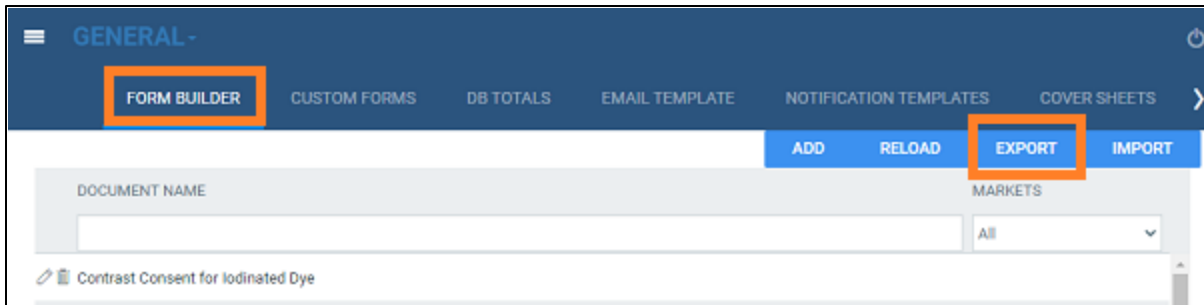 GENERAL-
FORM BUILDER CUSTOM FORMS DB TOTALS EMAIL TEMPLATE NOTIFICATION TEMPLATES COVER SHEETS
ADD RELOAD EXPORT IMPORT
DOCUMENT NAME MARKETS
All
Contrast Consent for Iodinated Dye